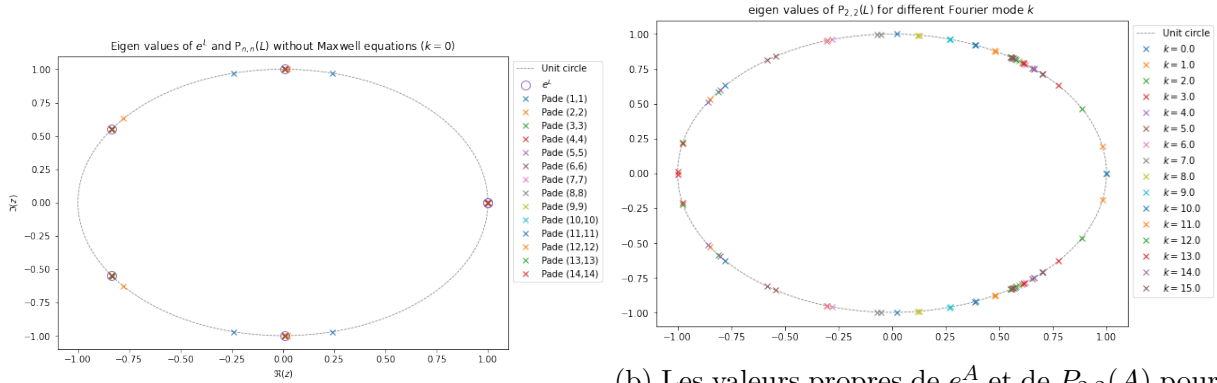 Eigen values of e^L and P_{n,n}(L) without Maxwell equations (k=0)
1.00
0.75
0.50
0.25
0.00
−0.25
−0.50
−0.75
−1.00
ℑ(z)
−1.00 −0.75 −0.50 −0.25 0.00 0.25 0.50 0.75 1.00
ℜ(z)
Unit circle
e^L
Pade (1,1)
Pade (2,2)
Pade (3,3)
Pade (4,4)
Pade (5,5)
Pade (6,6)
Pade (7,7)
Pade (8,8)
Pade (9,9)
Pade (10,10)
Pade (11,11)
Pade (12,12)
Pade (13,13)
Pade (14,14)
eigen values of P_{2,2}(L) for different Fourier mode k
1.00
0.75
0.50
0.25
0.00
−0.25
−0.50
−0.75
−1.00
−1.00 −0.75 −0.50 −0.25 0.00 0.25 0.50 0.75 1.00
Unit circle
k = 0.0
k = 1.0
k = 2.0
k = 3.0
k = 4.0
k = 5.0
k = 6.0
k = 7.0
k = 8.0
k = 9.0
k = 10.0
k = 11.0
k = 12.0
k = 13.0
k = 14.0
k = 15.0
(b) Les valeurs propres de e^A et de P_{2,2}(A) pour